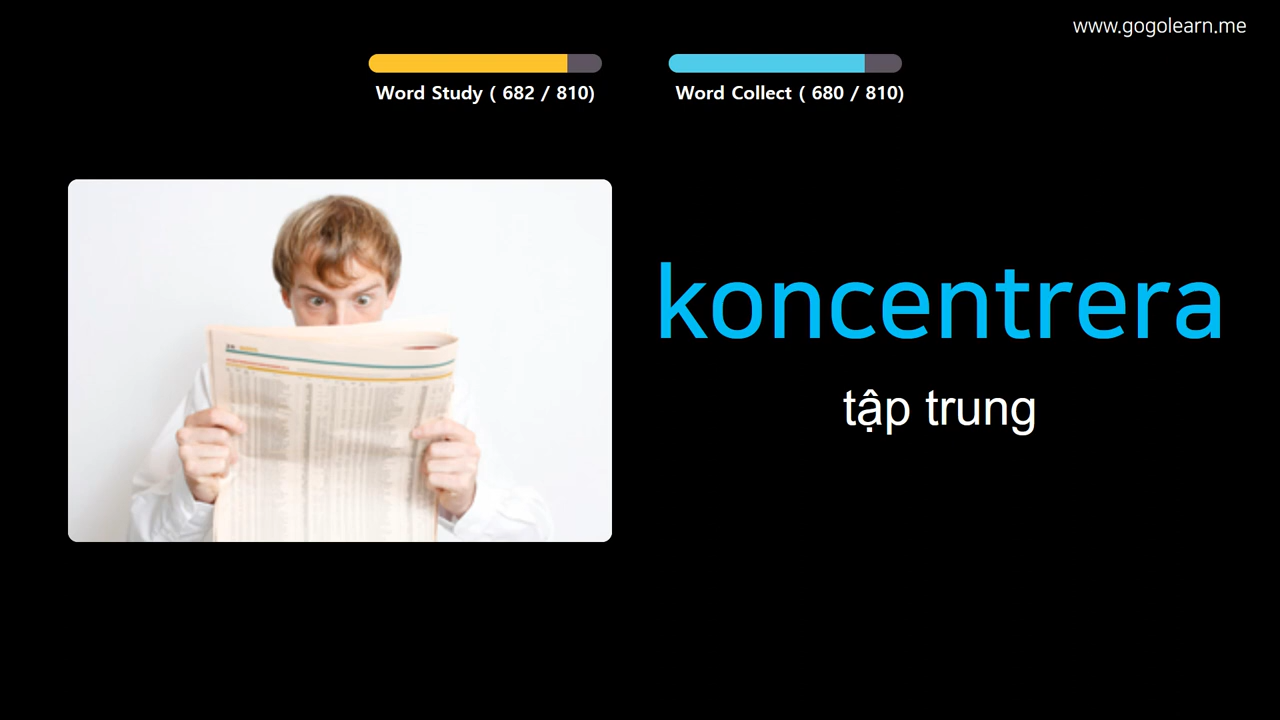 www.gogolearn.me
Word Study ( 682 / 810)
Word Collect ( 680 / 810)
koncentrera
tập trung